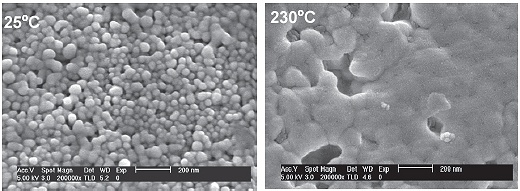 25°C
Acc.V Spot Magn Det WD Exp
5.00 kV 3.0 200000x TLD 5.2 0
200 nm
230°C
Acc.V Spot Magn Det WD Exp
5.00 kV 3.0 200000x TLD 4.6 0
200 nm